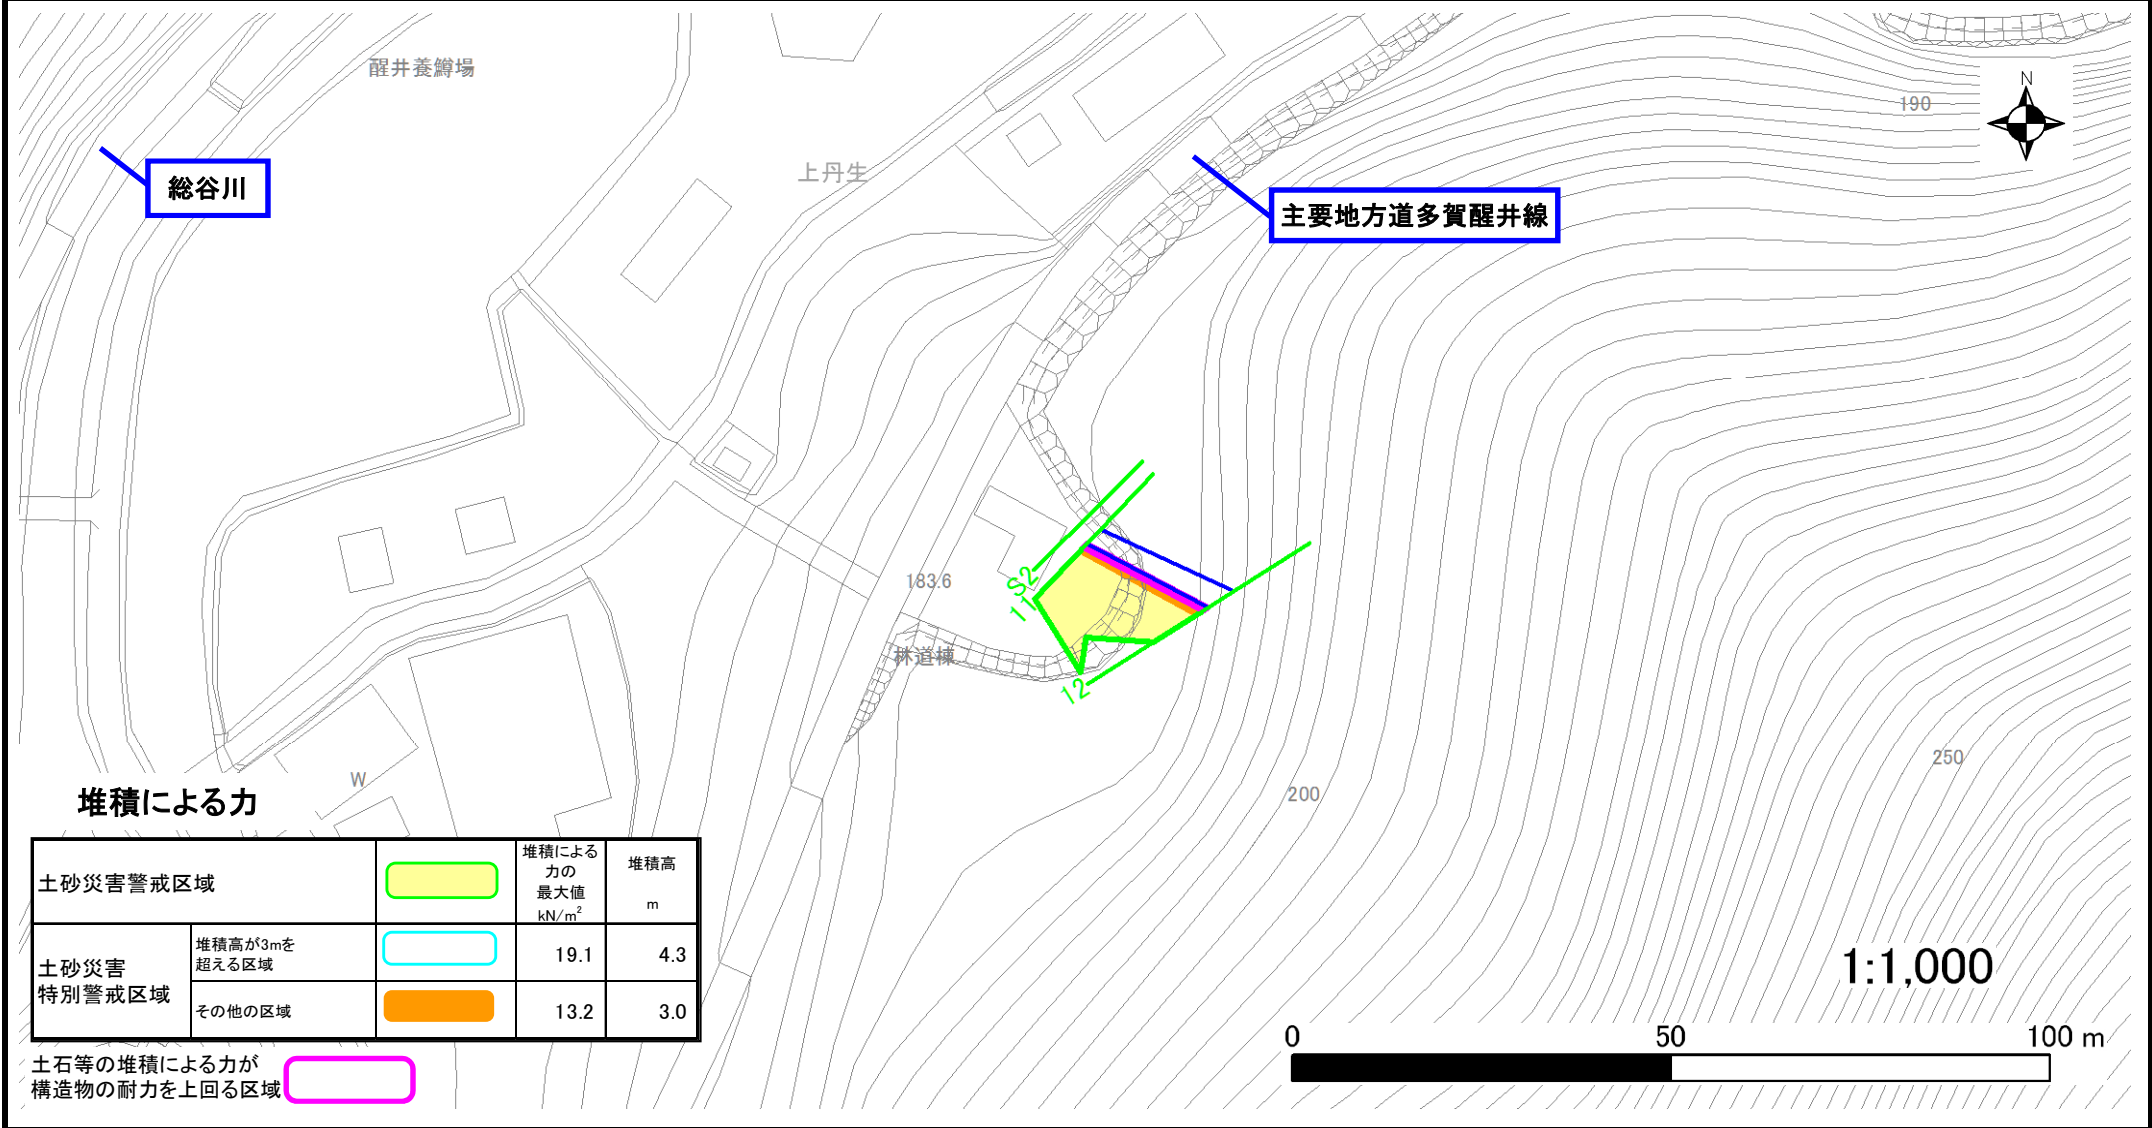 醒井養鱒場
N
190
上丹生
総谷川
主要地方道多賀醒井線
183.6
S2
11
林道棟
12
W
250
200
堆積による力
土砂災害警戒区域
堆積による
力の
最大値
kN/m²
堆積高
m
土砂災害
特別警戒区域
堆積高が3mを
超える区域
19.1
4.3
その他の区域
13.2
3.0
土石等の堆積による力が
構造物の耐力を上回る区域
1:1,000
0
50
100 m